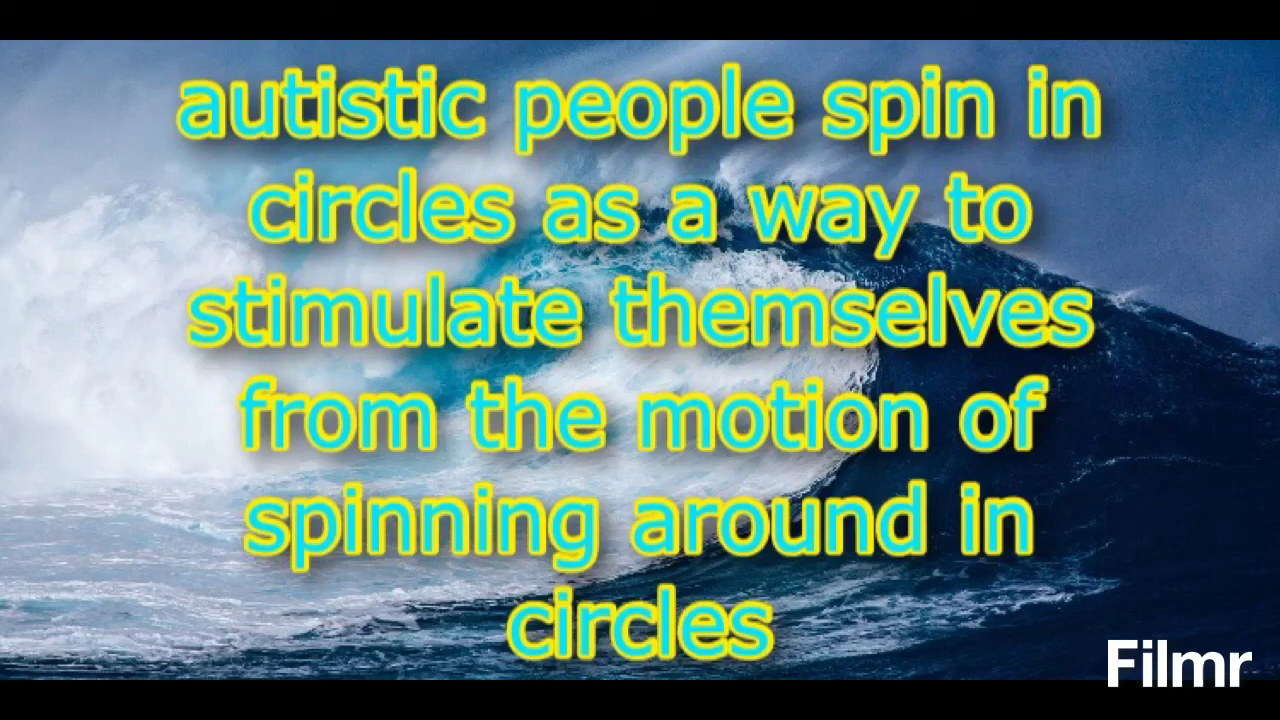 autistic people spin in
circles as a way to
stimulate themselves
from the motion of
spinning around in
circles
Filmr